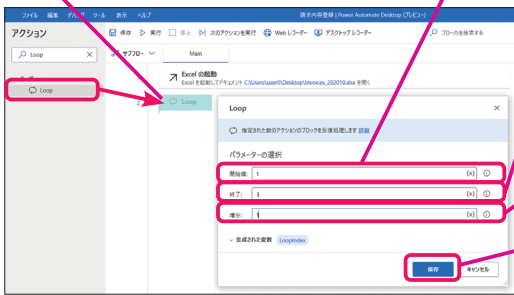 ファイル 編集 デバッグ ツール 表示 ヘルプ
請求内容登録 | Power Automate Desktop (プレビュー)
アクション
保存 実行 停止 次のアクションを実行 Web レコーダー デスクトップ レコーダー
フロー内を検索する
Loop ×
サブフロー Main
Excel の起動
Excel を起動してドキュメント C:\Users\user0\Desktop\Invoices_202010.xlsx を開く
Loop
2 Loop
Loop ×
指定された数のアクションのブロックを反復処理します 詳細
パラメーターの選択
開始値: 1 {x}
終了: 3 {x}
増分: 1 {x}
生成された変数 LoopIndex
保存 キャンセル